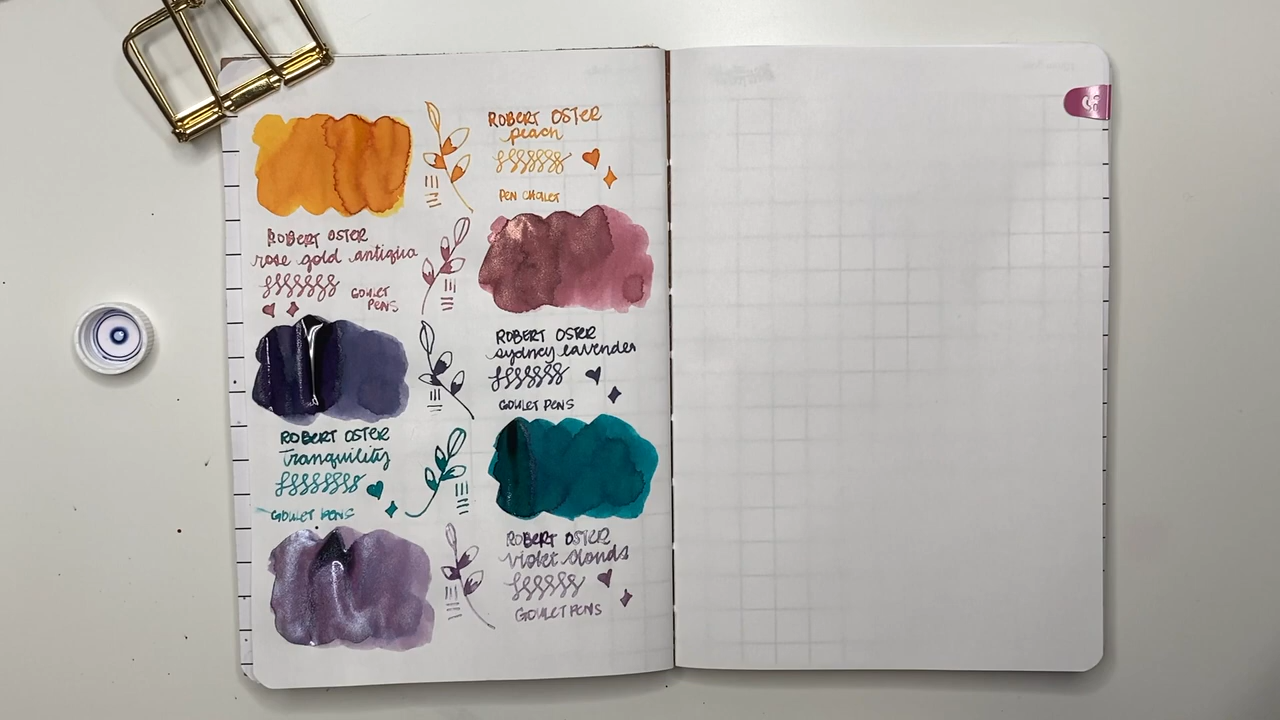 ROBERT OSTER
peach
PEN CHALET
ROBERT OSTER
rose gold antiqua
GOULET
PENS
ROBERT OSTER
sydney lavender
GOULET PENS
ROBERT OSTER
tranquility
GOULET PENS
ROBERT OSTER
violet clouds
GOULET PENS